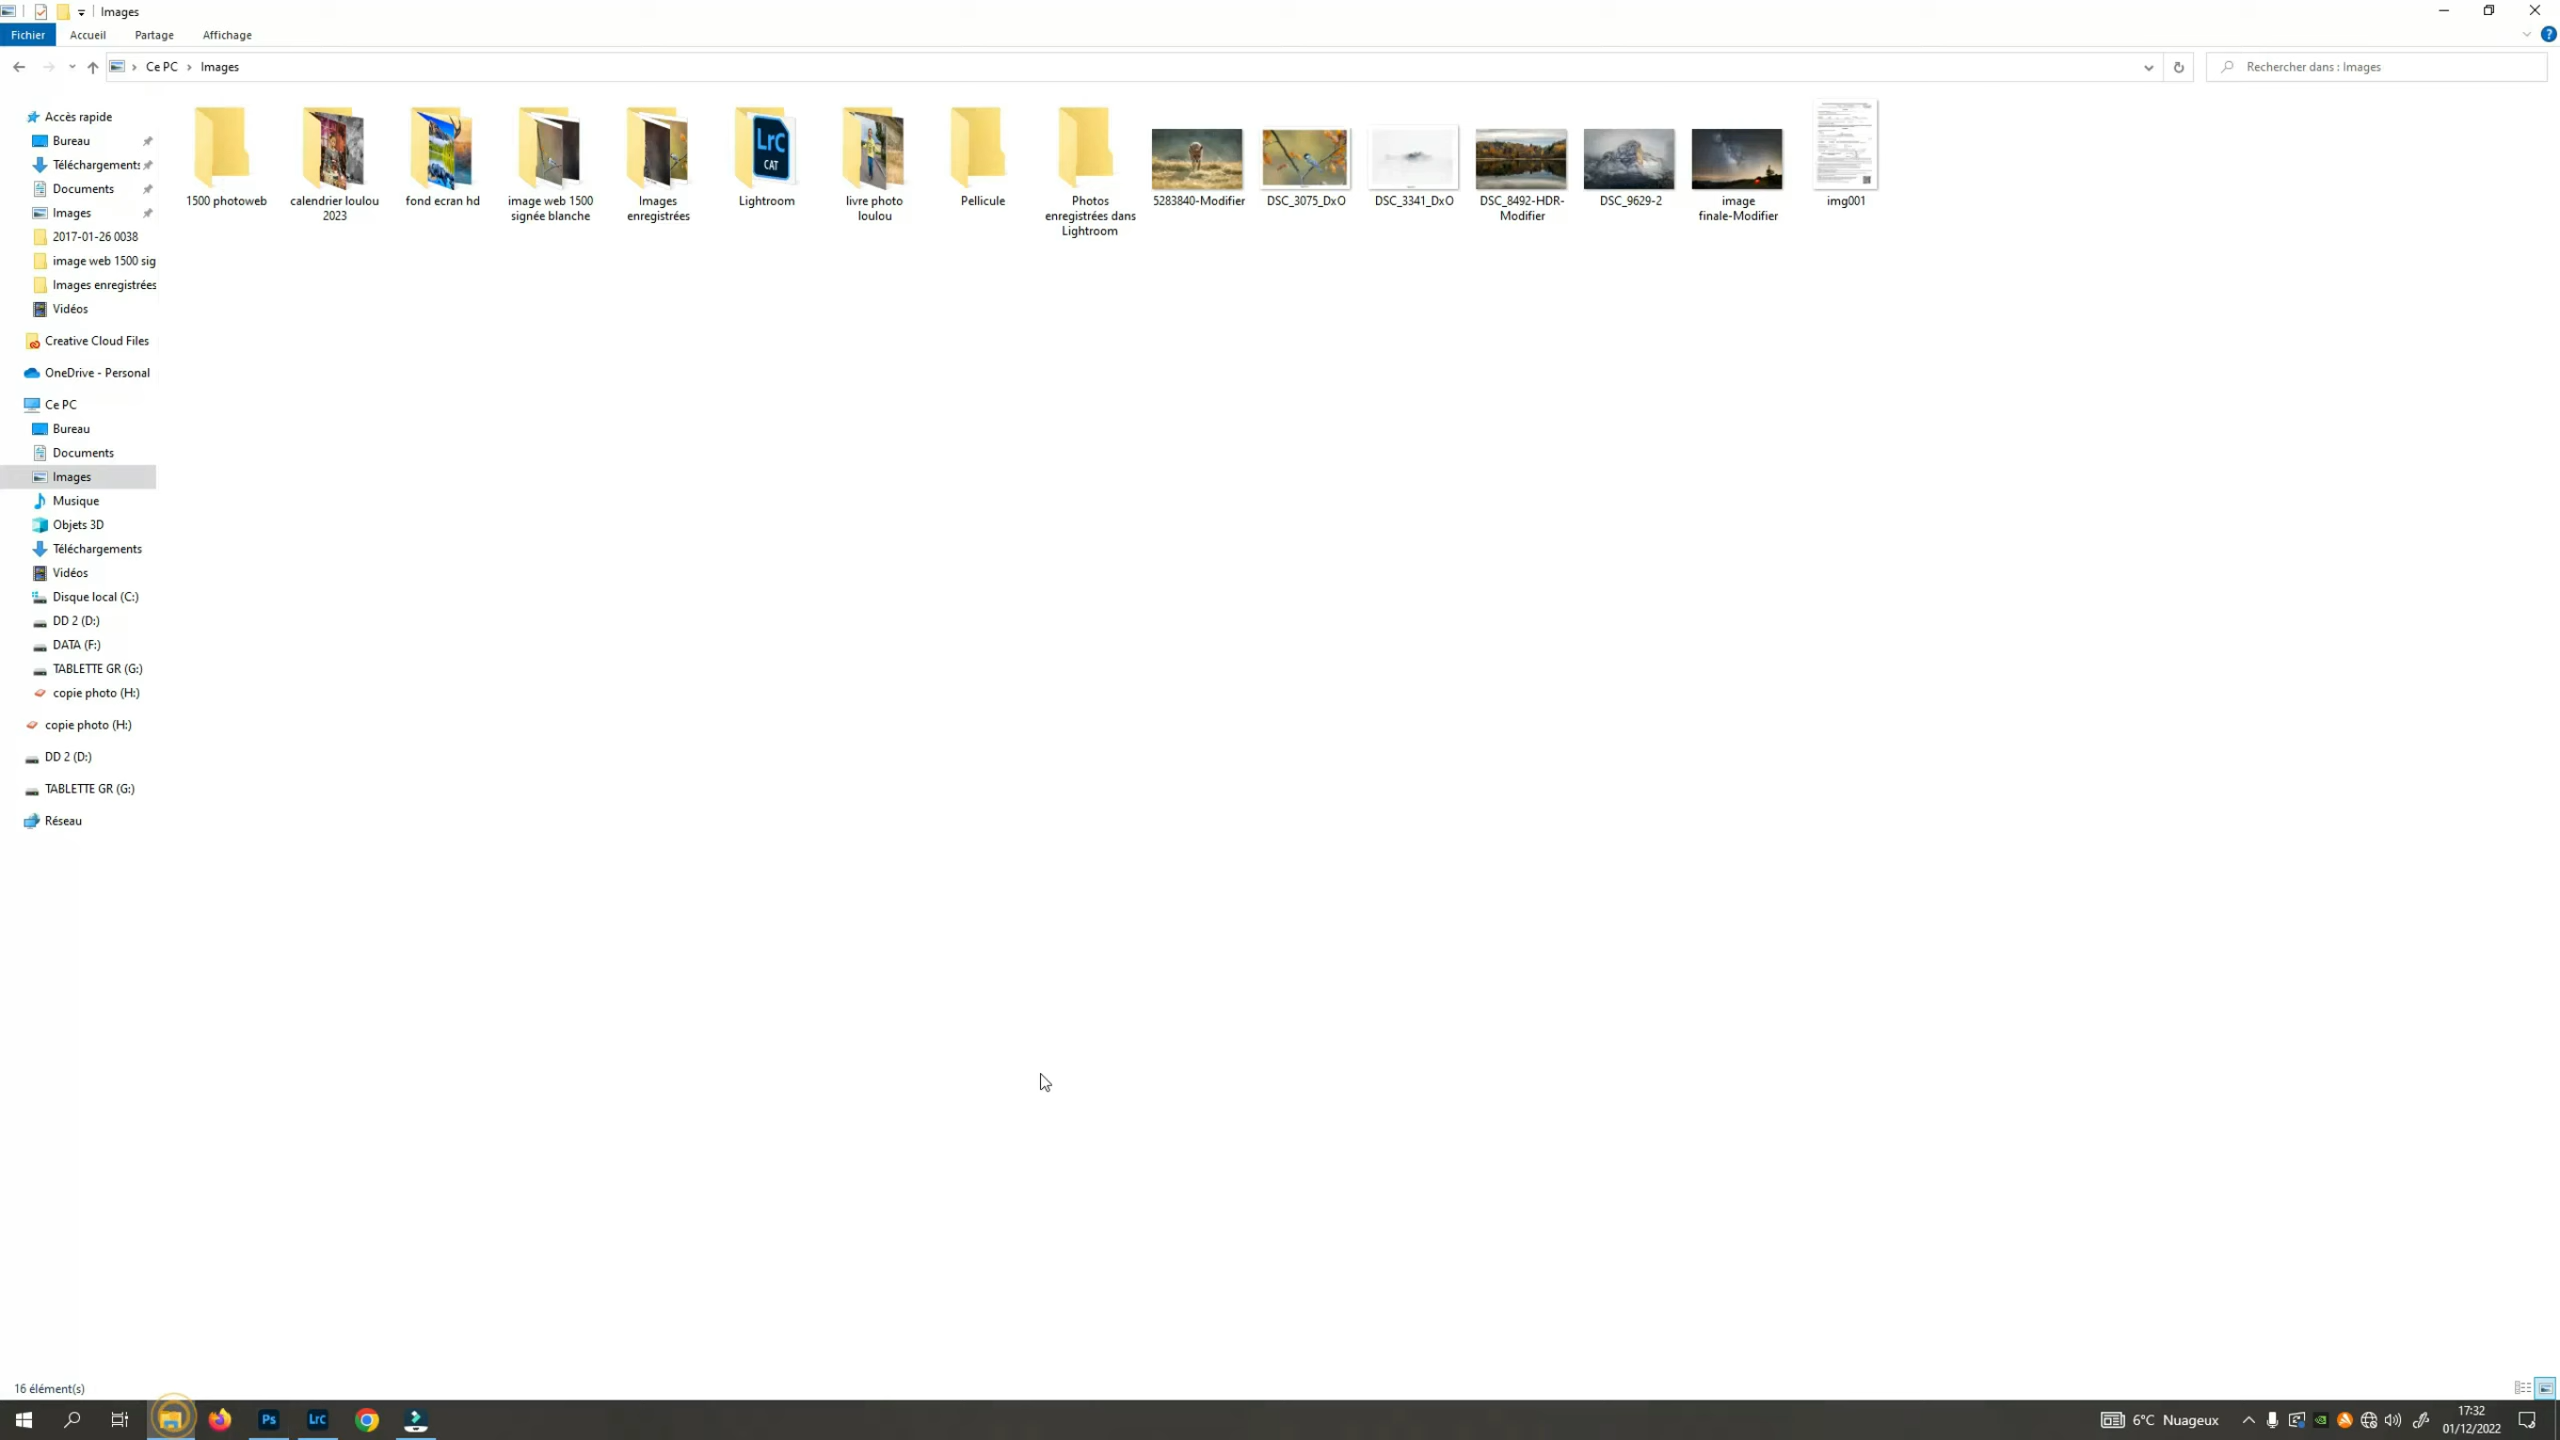 Images
Fichier Accueil Partage Affichage
Ce PC Images
Rechercher dans : Images
Accès rapide
Bureau
Téléchargements
Documents
Images
2017-01-26 0038
image web 1500 sig
Images enregistrées
Vidéos
Creative Cloud Files
OneDrive - Personal
Ce PC
Bureau
Documents
Images
Musique
Objets 3D
Téléchargements
Vidéos
Disque local (C:)
DD 2 (D:)
DATA (F:)
TABLETTE GR (G:)
copie photo (H:)
copie photo (H:)
DD 2 (D:)
TABLETTE GR (G:)
Réseau
1500 photoweb
calendrier loulou
2023
fond ecran hd
image web 1500
signée blanche
Images
enregistrées
LrC
CAT
Lightroom
livre photo
loulou
Pellicule
Photos
enregistrées dans
Lightroom
5283840-Modifier
DSC_3075_DxO
DSC_3341_DxO
DSC_8492-HDR-
Modifier
DSC_9629-2
image
finale-Modifier
img001
16 élément(s)
Ps LrC
6°C Nuageux
17:32
01/12/2022